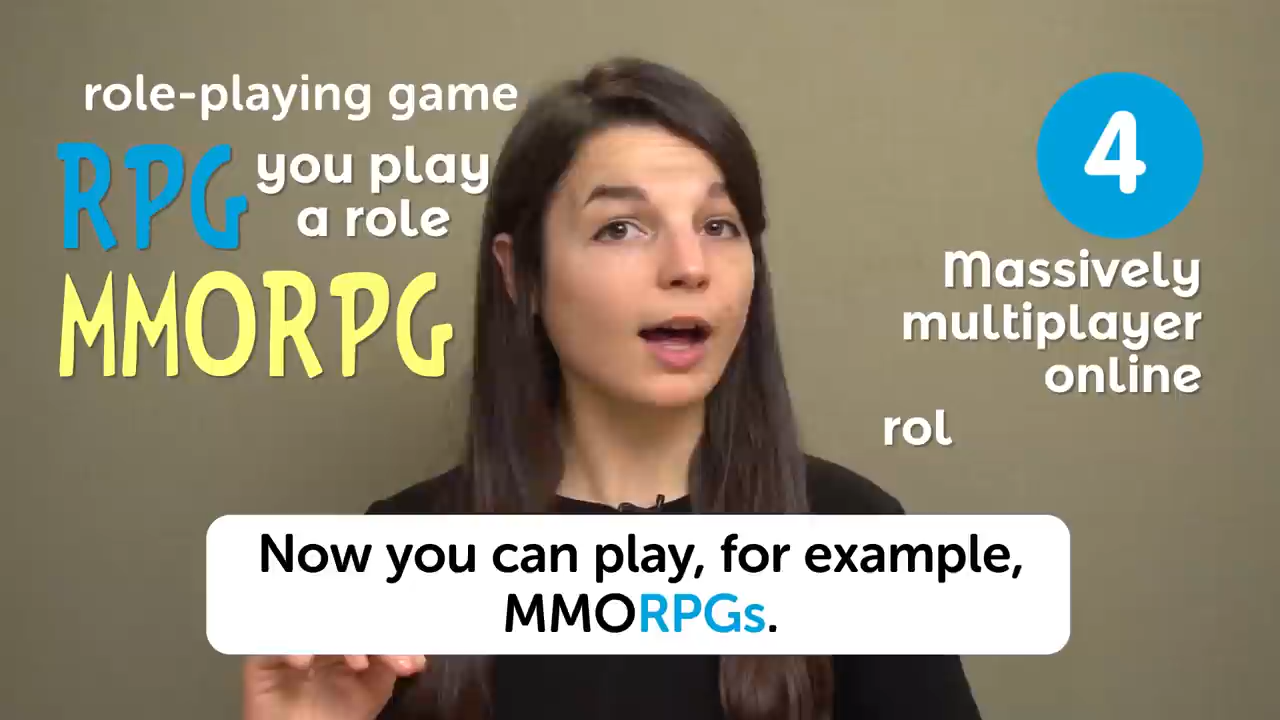 role-playing game
RPG
you play
a role
MMORPG
4
Massively
multiplayer
online
rol
Now you can play, for example,
MMORPGs.